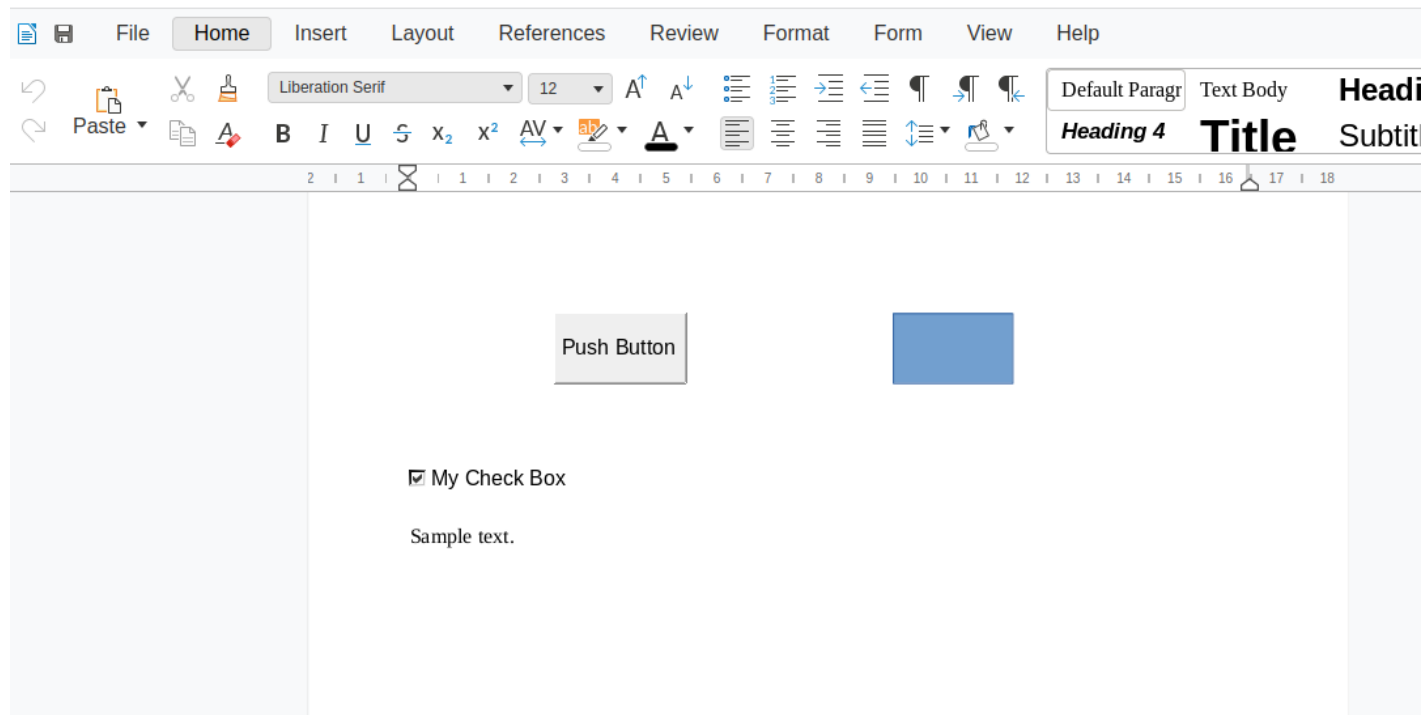 File Home Insert Layout References Review Format Form View Help
Liberation Serif 12 Default Paragr Text Body Headi
Paste Heading 4 Title Subtitl
2 1 1 2 3 4 5 6 7 8 9 10 11 12 13 14 15 16 17 18
Push Button
My Check Box
Sample text.